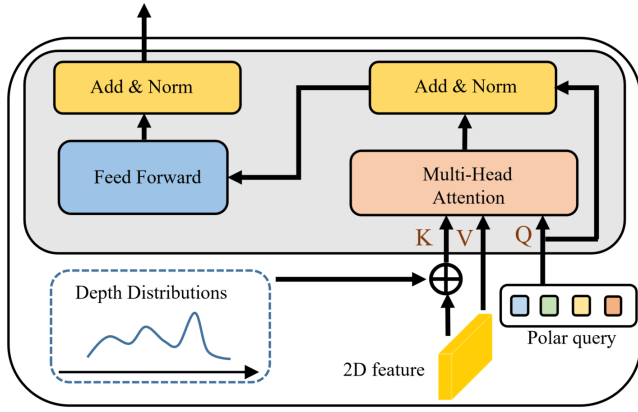 Add & Norm
Add & Norm
Feed Forward
Multi-Head
Attention
K
V
Q
Depth Distributions
2D feature
Polar query